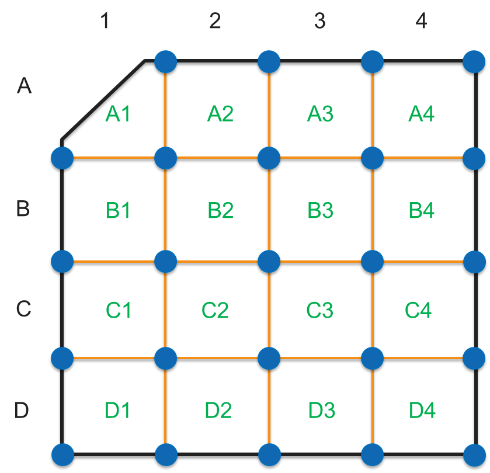 1 2 3 4
A
A1 A2 A3 A4
B B1 B2 B3 B4
C C1 C2 C3 C4
D D1 D2 D3 D4